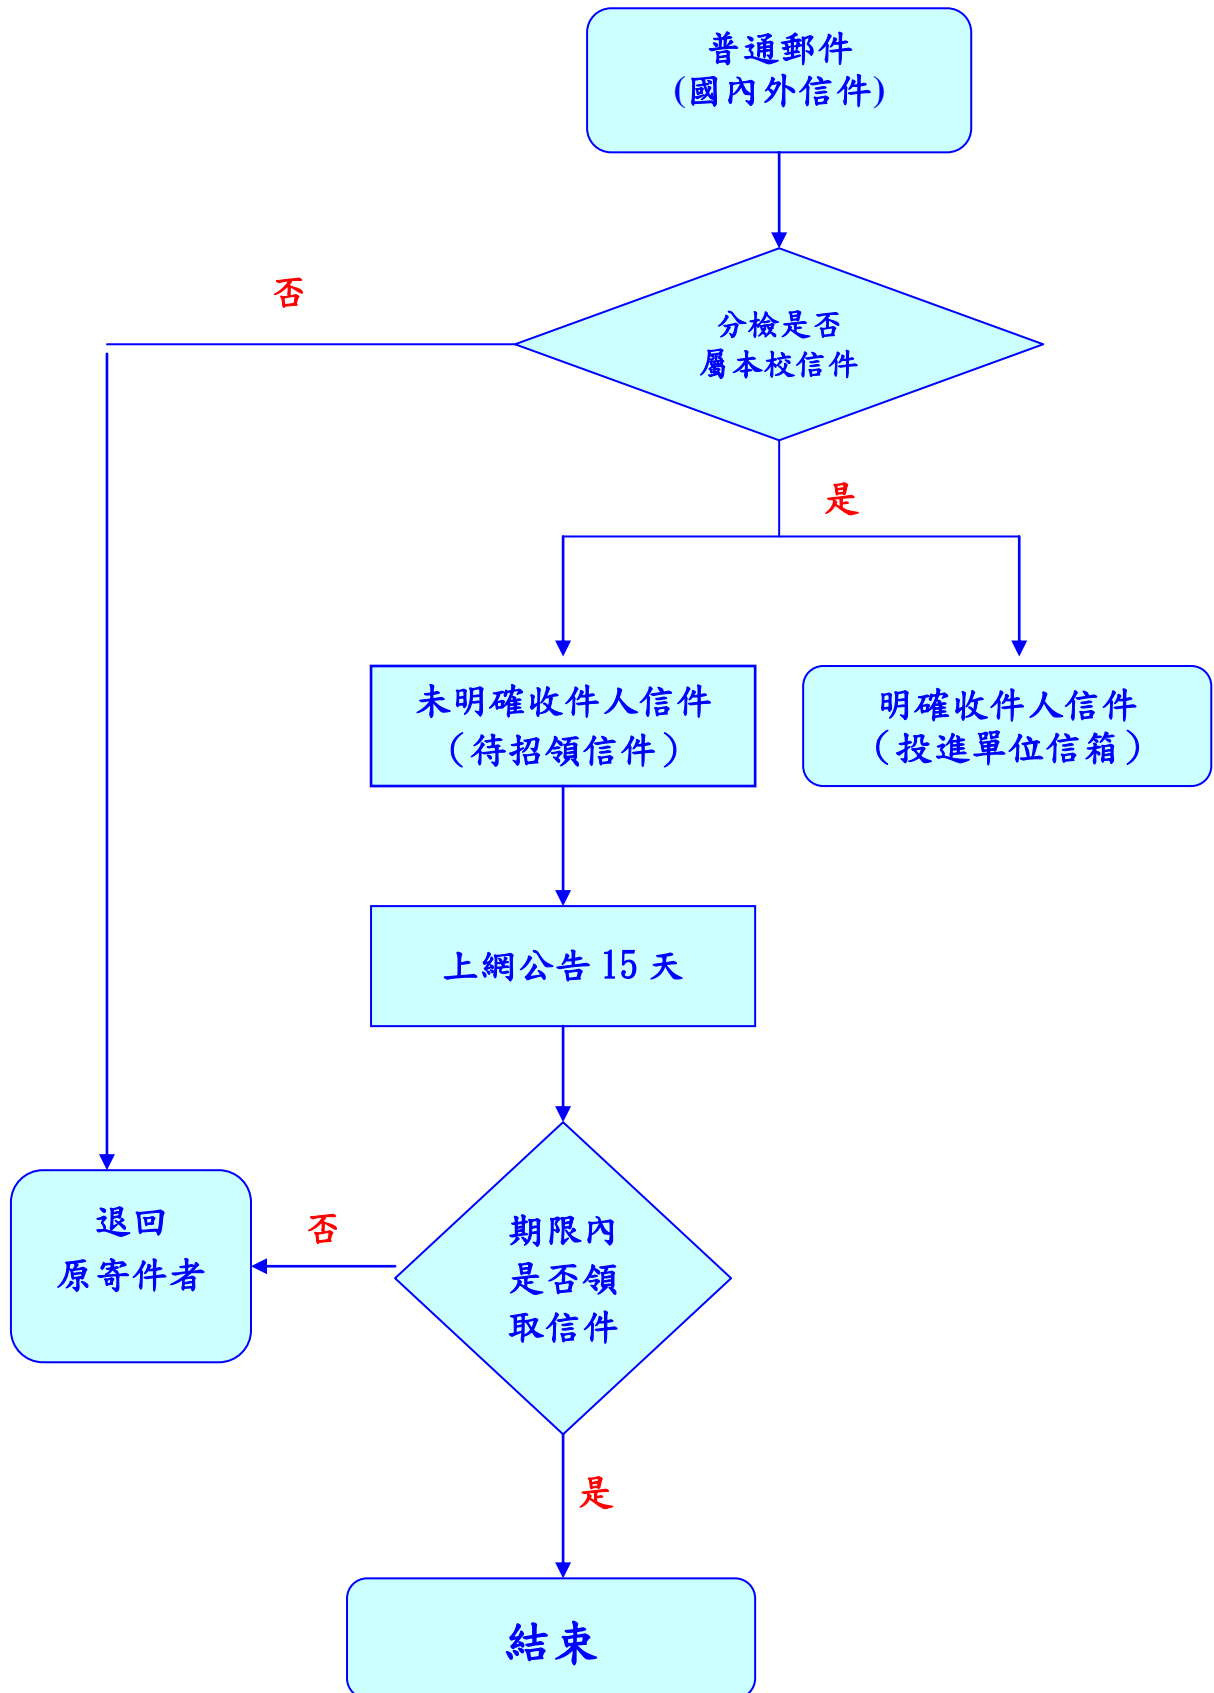 普通郵件
(國內外信件)
否
分檢是否
屬本校信件
是
未明確收件人信件
（待招領信件）
明確收件人信件
（投進單位信箱）
上網公告 15 天
退回
原寄件者
否
期限內
是否領
取信件
是
結束